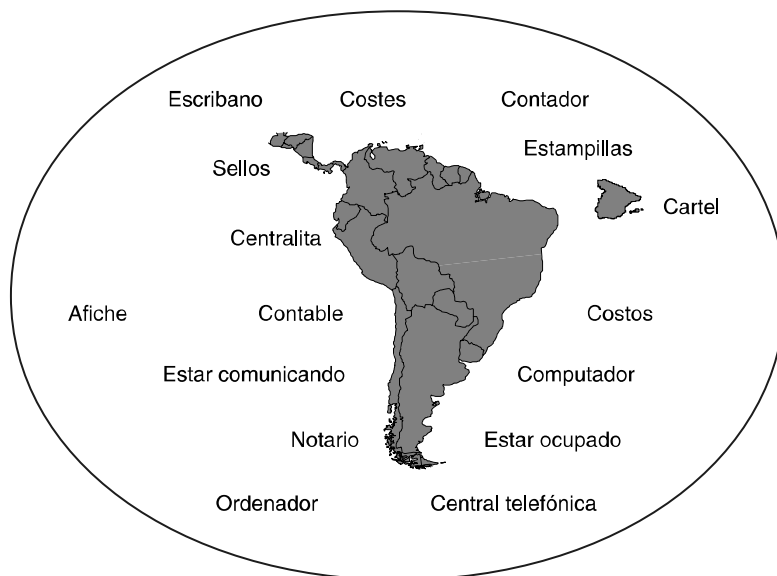 Escribano Costes Contador
Estampillas
Sellos
Cartel
Centralita
Afiche Contable Costos
Estar comunicando Computador
Notario Estar ocupado
Ordenador Central telefónica